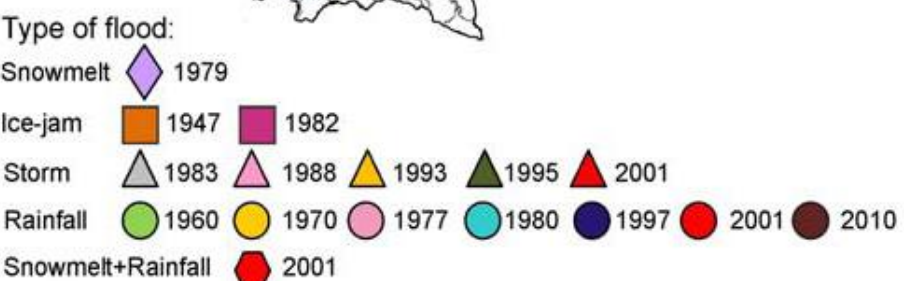 Type of flood:
Snowmelt 1979
Ice-jam 1947 1982
Storm 1983 1988 1993 1995 2001
Rainfall 1960 1970 1977 1980 1997 2001 2010
Snowmelt+Rainfall 2001